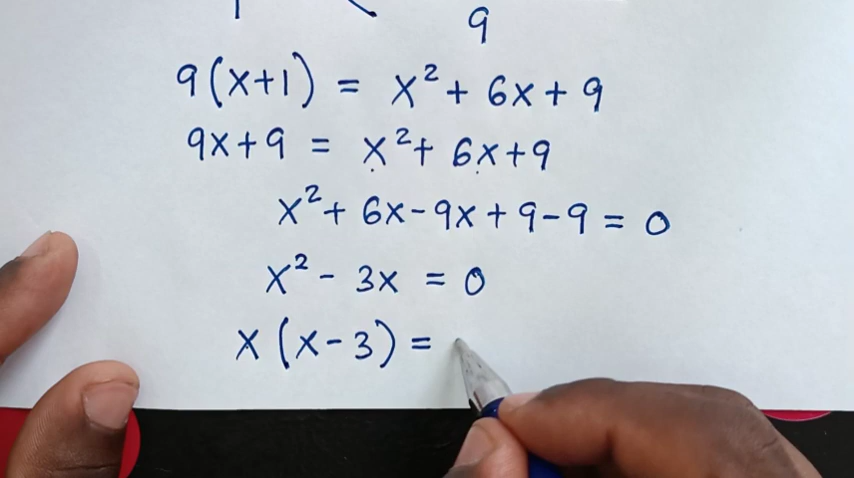 9
9(x+1) = x²+ 6x+9
9x+9 = x²+ 6x+9
x²+ 6x-9x+9-9 = 0
x²- 3x = 0
x(x-3) =